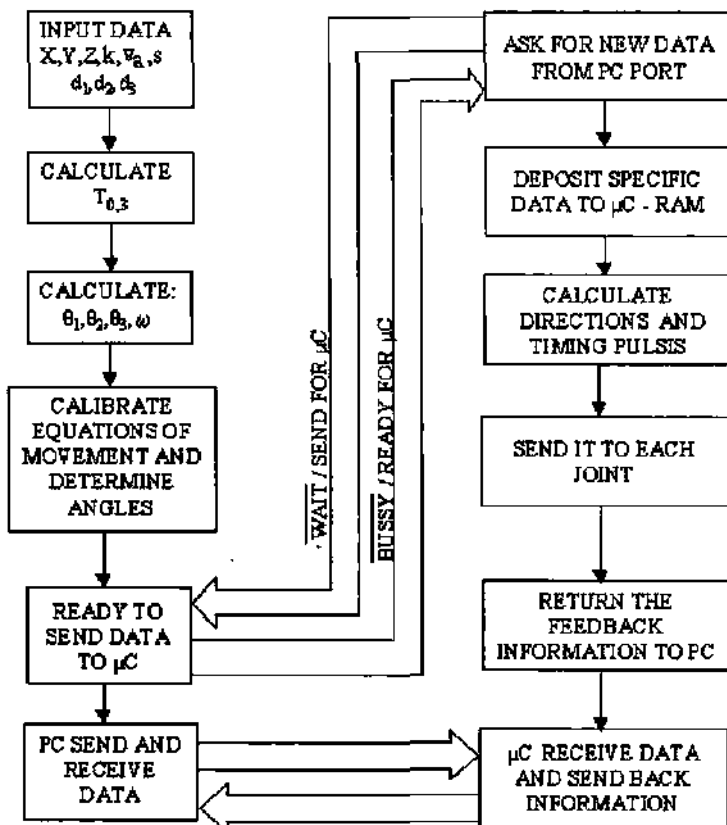 INPUT DATA
X,Y,Z,k,v̅ₐ,s
d₁,d₂,d₃
CALCULATE
T₀,₃
CALCULATE:
θ₁,θ₂,θ₃,ω
CALIBRATE
EQUATIONS OF
MOVEMENT AND
DETERMINE
ANGLES
READY TO
SEND DATA
TO μC
PC SEND AND
RECEIVE
DATA
W̅A̅I̅T̅ / SEND FOR μC
B̅U̅S̅S̅Y̅ / READY FOR μC
ASK FOR NEW DATA
FROM PC PORT
DEPOSIT SPECIFIC
DATA TO μC - RAM
CALCULATE
DIRECTIONS AND
TIMING PULSIS
SEND IT TO EACH
JOINT
RETURN THE
FEEDBACK
INFORMATION TO PC
μC RECEIVE DATA
AND SEND BACK
INFORMATION